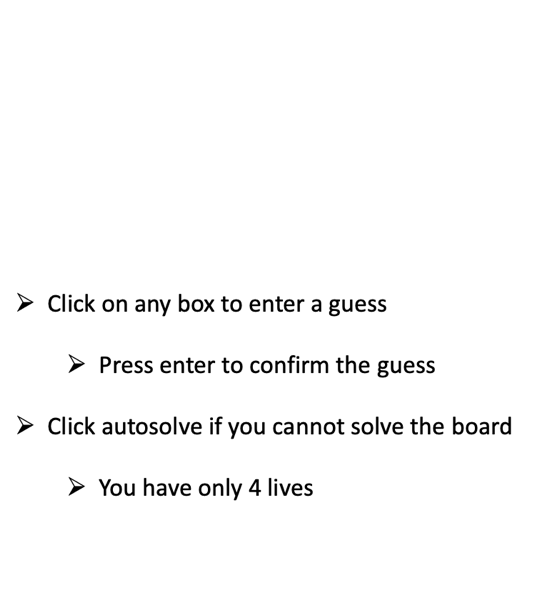 ➢ Click on any box to enter a guess
➢ Press enter to confirm the guess
➢ Click autosolve if you cannot solve the board
➢ You have only 4 lives